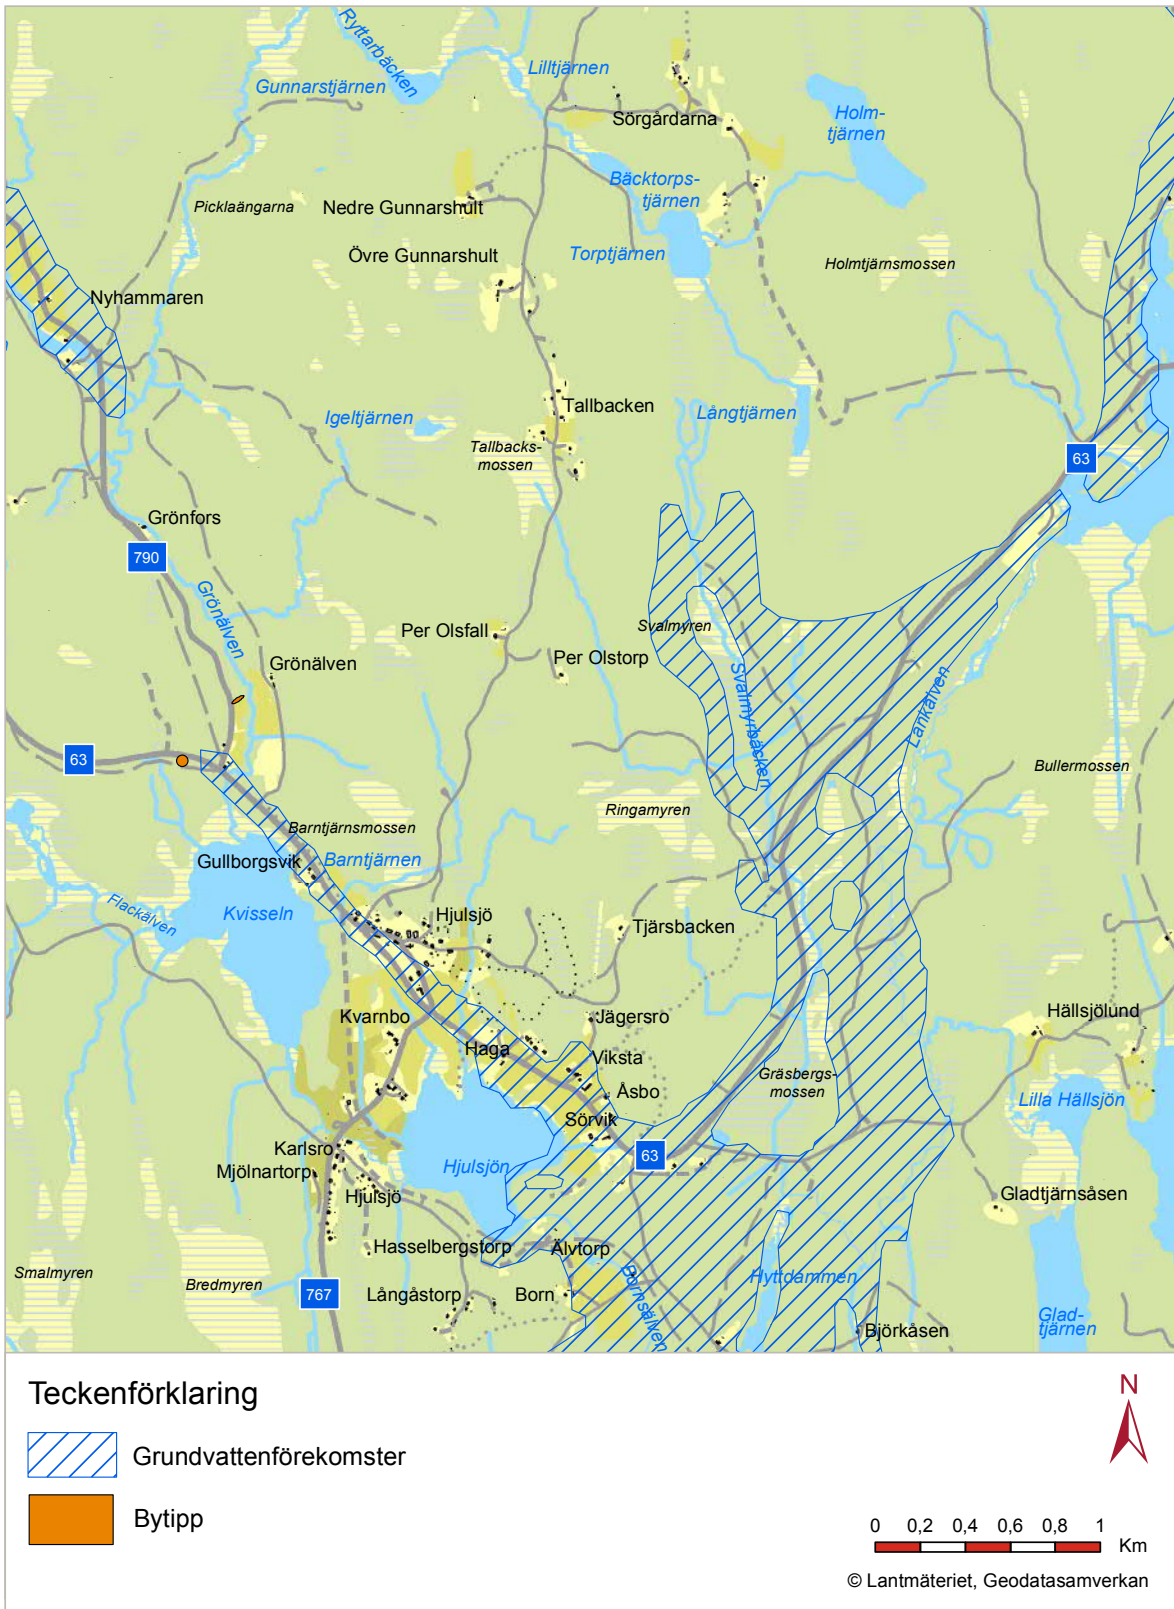 Ryttarbäcken
Gunnarstjärnen
Lilltjärnen
Sörgårdarna
Holm-
tjärnen
Bäcktorps-
tjärnen
Picklaängarna
Nedre Gunnarshult
Övre Gunnarshult
Torptjärnen
Holmtjärnsmossen
Nyhammaren
Tallbacken
Igeltjärnen
Långtjärnen
Tallbacks-
mossen
63
Grönfors
790
Grönälven
Svalmyren
Per Olsfall
Per Olstorp
Grönälven
Svalmyrbäcken
Lankälven
63
Bullermossen
Ringamyren
Barntjärnsmossen
Gullborgsvik
Barntjärnen
Flackälven
Kvisseln
Hjulsjö
Tjärsbacken
Kvarnbo
Jägersro
Hällsjölund
Haga
Viksta
Gräsbergs-
mossen
Åsbo
Lilla Hällsjön
Sörvik
63
Karlsro
Hjulsjön
Mjölnartorp
Hjulsjö
Gladtjärnsåsen
Hasselbergstorp
Älvtorp
Smalmyren
Bredmyren
767
Långåstorp
Born
Bornsälven
Hyttdammen
Björkåsen
Glad-
tjärnen
Teckenförklaring
Grundvattenförekomster
Bytipp
N
0 0,2 0,4 0,6 0,8 1
Km
© Lantmäteriet, Geodatasamverkan